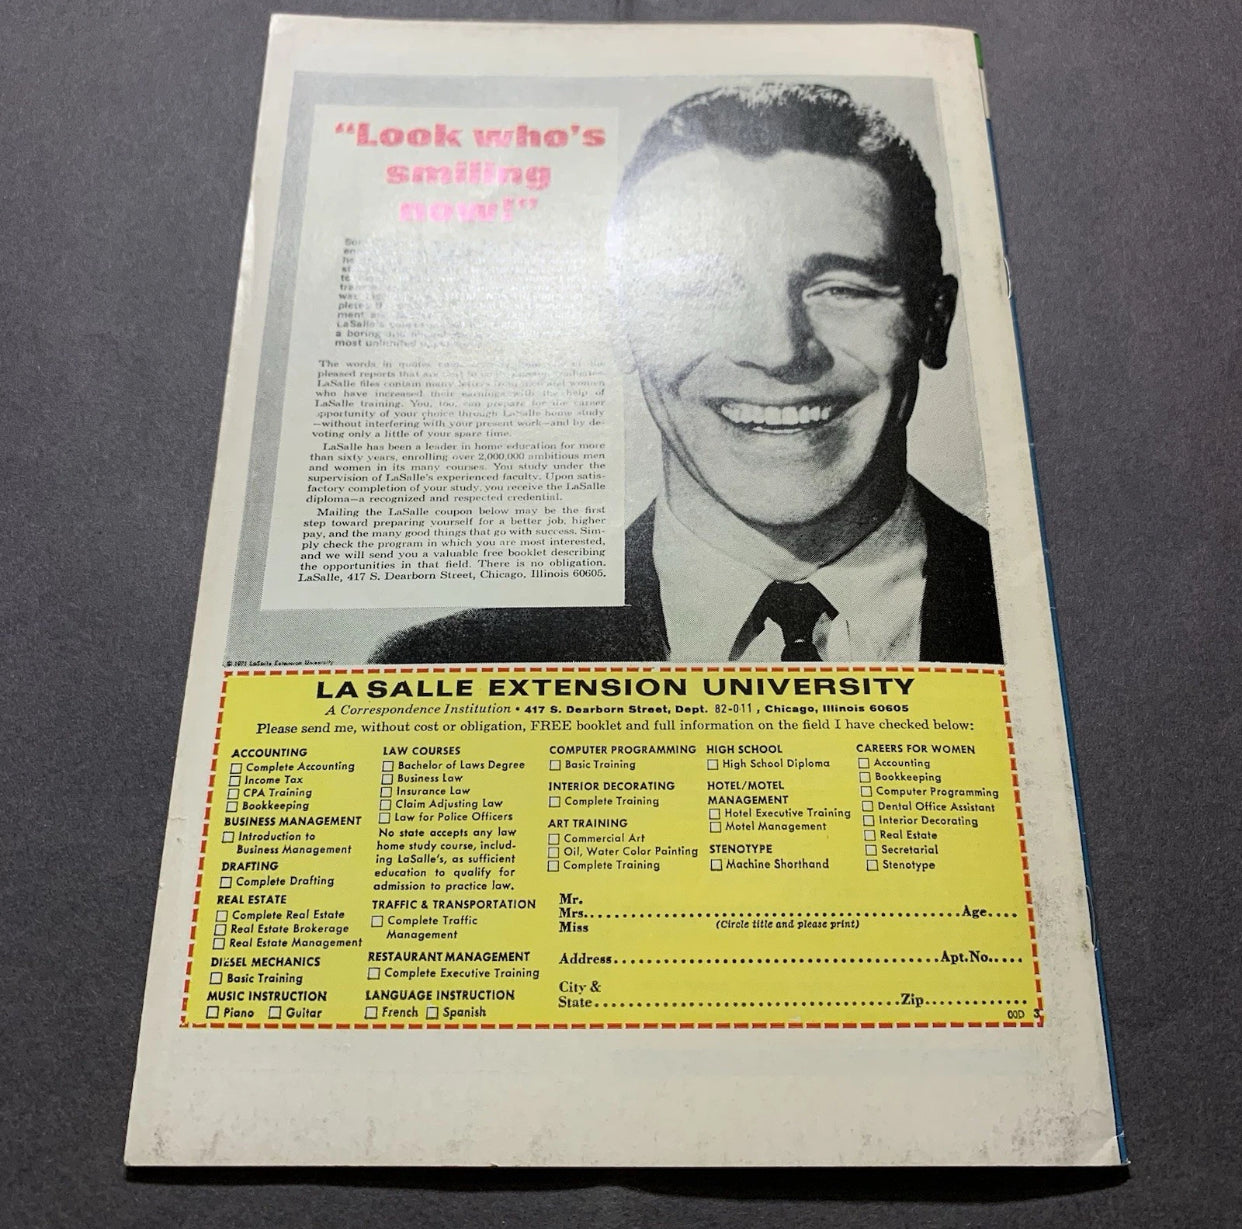 “Look who's
smiling
now!”
pleted
ment
LaSalle's
a boring
most unlimited
The words in quotes
pleased reports that are
LaSalle files contain many letters from men and women
who have increased their earnings with the help of
LaSalle training. You, too, can prepare for the career
opportunity of your choice through LaSalle home study
—without interfering with your present work—and by de-
voting only a little of your spare time.
LaSalle has been a leader in home education for more
than sixty years, enrolling over 2,000,000 ambitious men
and women in its many courses. You study under the
supervision of LaSalle's experienced faculty. Upon satis-
factory completion of your study, you receive the LaSalle
diploma—a recognized and respected credential.
Mailing the LaSalle coupon below may be the first
step toward preparing yourself for a better job, higher
pay, and the many good things that go with success. Sim-
ply check the program in which you are most interested,
and we will send you a valuable free booklet describing
the opportunities in that field. There is no obligation.
LaSalle, 417 S. Dearborn Street, Chicago, Illinois 60605.
© 1971 LaSalle Extension University
LA SALLE EXTENSION UNIVERSITY
A Correspondence Institution • 417 S. Dearborn Street, Dept. 82-011, Chicago, Illinois 60605
Please send me, without cost or obligation, FREE booklet and full information on the field I have checked below:
ACCOUNTING
Complete Accounting
Income Tax
CPA Training
Bookkeeping
BUSINESS MANAGEMENT
Introduction to
Business Management
DRAFTING
Complete Drafting
REAL ESTATE
Complete Real Estate
Real Estate Brokerage
Real Estate Management
DIESEL MECHANICS
Basic Training
MUSIC INSTRUCTION
Piano Guitar
LAW COURSES
Bachelor of Laws Degree
Business Law
Insurance Law
Claim Adjusting Law
Law for Police Officers
No state accepts any law
home study course, includ-
ing LaSalle's, as sufficient
education to qualify for
admission to practice law.
TRAFFIC & TRANSPORTATION
Complete Traffic
Management
RESTAURANT MANAGEMENT
Complete Executive Training
LANGUAGE INSTRUCTION
French Spanish
COMPUTER PROGRAMMING
Basic Training
INTERIOR DECORATING
Complete Training
ART TRAINING
Commercial Art
Oil, Water Color Painting
Complete Training
HIGH SCHOOL
High School Diploma
HOTEL/MOTEL
MANAGEMENT
Hotel Executive Training
Motel Management
STENOTYPE
Machine Shorthand
CAREERS FOR WOMEN
Accounting
Bookkeeping
Computer Programming
Dental Office Assistant
Interior Decorating
Real Estate
Secretarial
Stenotype
Mr.
Mrs. Age
Miss
(Circle title and please print)
Address Apt.No.
City &
State Zip
00D 3